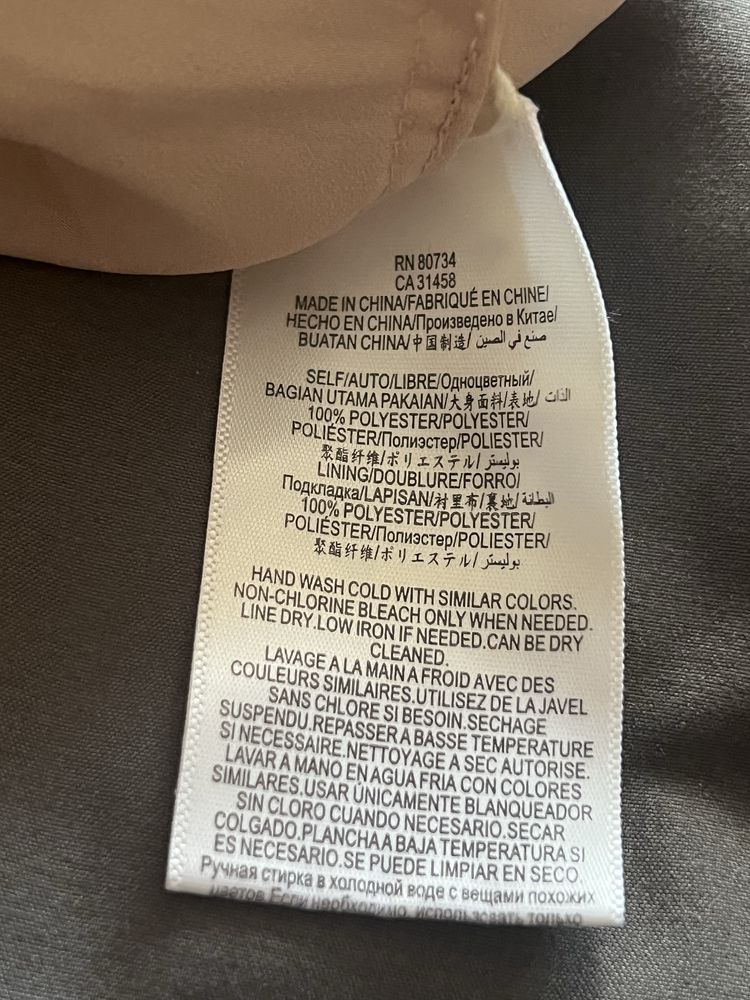 RN 80734
CA 31458
MADE IN CHINA/FABRIQUÉ EN CHINE/
HECHO EN CHINA/Произведено в Китае/
BUATAN CHINA/中国制造/ صنع في الصين
SELF/AUTO/LIBRE/Одноцветный/
BAGIAN UTAMA PAKAIAN/大身面料/表地/ الذات
100% POLYESTER/POLYESTER/
POLIÉSTER/Полиэстер/POLIESTER/
聚酯纤维/ポリエステル/بوليستر
LINING/DOUBLURE/FORRO/
Подкладка/LAPISAN/衬里布/裏地/البطانة
100% POLYESTER/POLYESTER/
POLIÉSTER/Полиэстер/POLIESTER/
聚酯纤维/ポリエステル/بوليستر
HAND WASH COLD WITH SIMILAR COLORS.
NON-CHLORINE BLEACH ONLY WHEN NEEDED.
LINE DRY.LOW IRON IF NEEDED.CAN BE DRY
CLEANED.
LAVAGE A LA MAIN A FROID AVEC DES
COULEURS SIMILAIRES.UTILISEZ DE LA JAVEL
SANS CHLORE SI BESOIN.SECHAGE
SUSPENDU.REPASSER A BASSE TEMPERATURE
SI NECESSAIRE.NETTOYAGE A SEC AUTORISE.
LAVAR A MANO EN AGUA FRIA CON COLORES
SIMILARES.USAR ÚNICAMENTE BLANQUEADOR
SIN CLORO CUANDO NECESARIO.SECAR
COLGADO.PLANCHA A BAJA TEMPERATURA SI
ES NECESARIO.SE PUEDE LIMPIAR EN SECO.
Ручная стирка в холодной воде с вещами похожих
цветов Если необходимо, использовать только